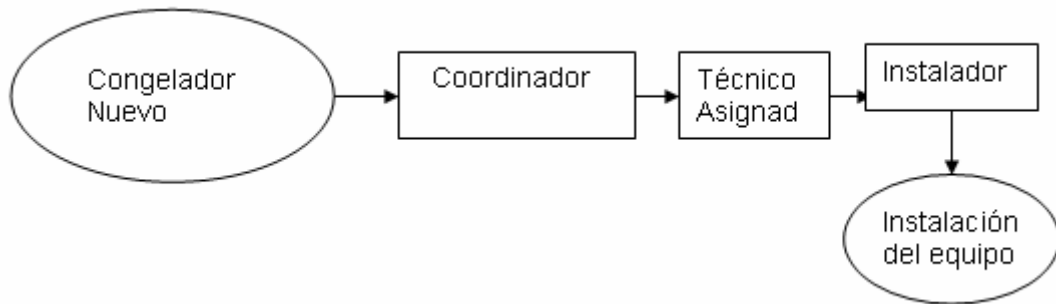 Congelador
Nuevo
Coordinador
Técnico
Asignad
Instalador
Instalación
del equipo